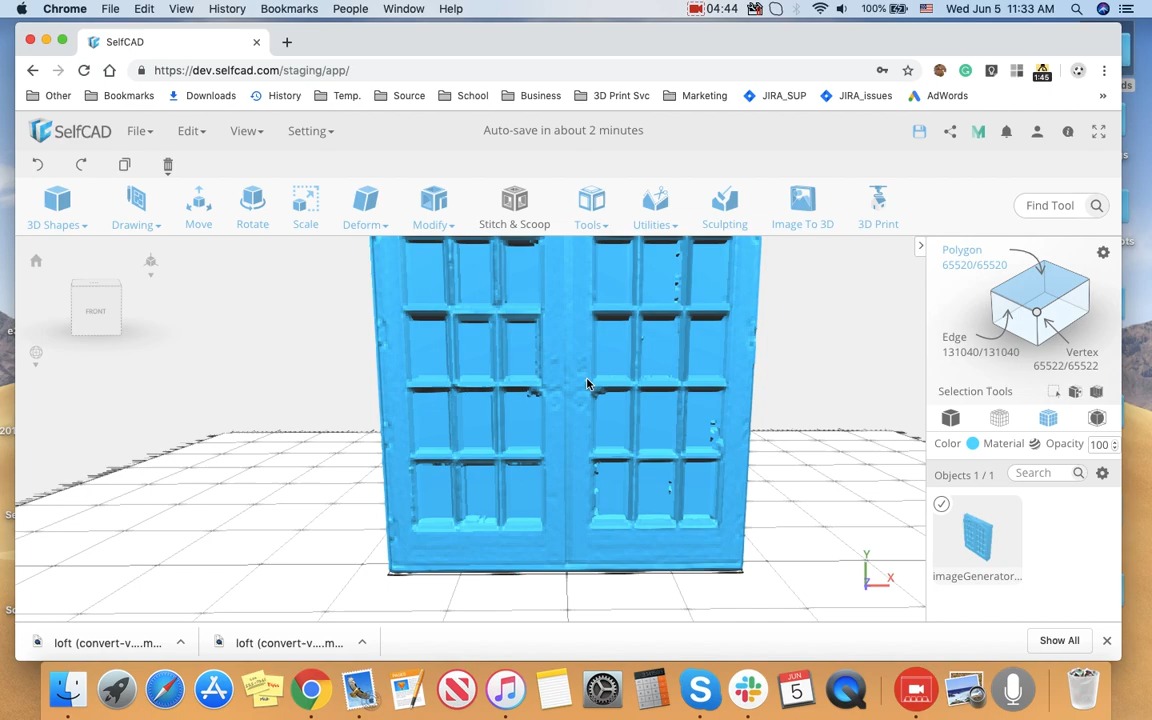 Chrome File Edit View History Bookmarks People Window Help 04:44 100% Wed Jun 5 11:33 AM
SelfCAD
https://dev.selfcad.com/staging/app/ 1:45
Other Bookmarks Downloads History Temp. Source School Business 3D Print Svc Marketing JIRA_SUP JIRA_issues AdWords »
SelfCAD File Edit View Setting Auto-save in about 2 minutes
3D Shapes Drawing Move Rotate Scale Deform Modify Stitch & Scoop Tools Utilities Sculpting Image To 3D 3D Print Find Tool
Polygon
65520/65520
FRONT
Edge
131040/131040
Vertex
65522/65522
Selection Tools
Color Material Opacity 100
Objects 1 / 1 Search
imageGenerator...
Y
X
Z
loft (convert-v....m... loft (convert-v....m... Show All
JUN
5